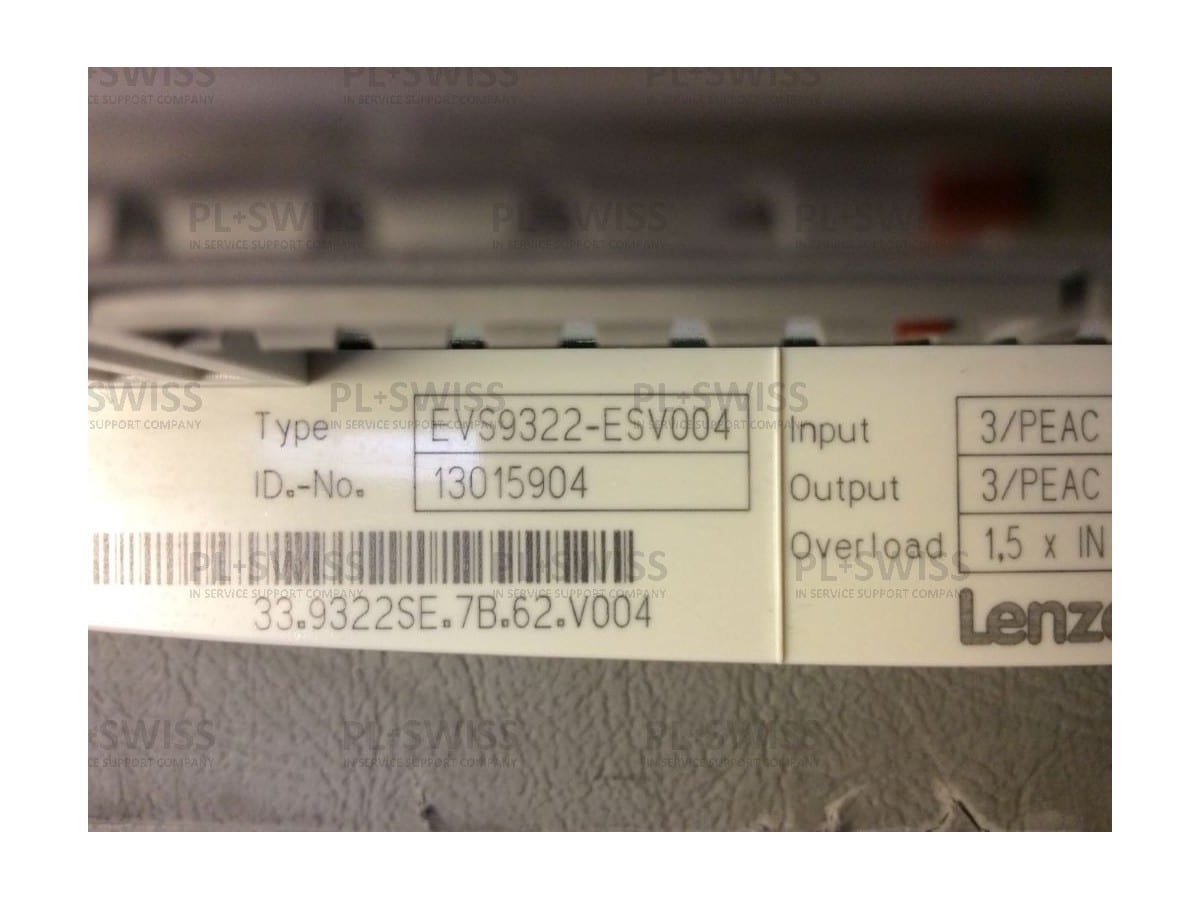 PL+SWISS
IN SERVICE SUPPORT COMPANY
Type EVS9322-ESV004
ID.-No. 13015904
33.9322SE.7B.62.V004
Input 3/PEAC
Output 3/PEAC
Overload 1,5 x IN
Lenze